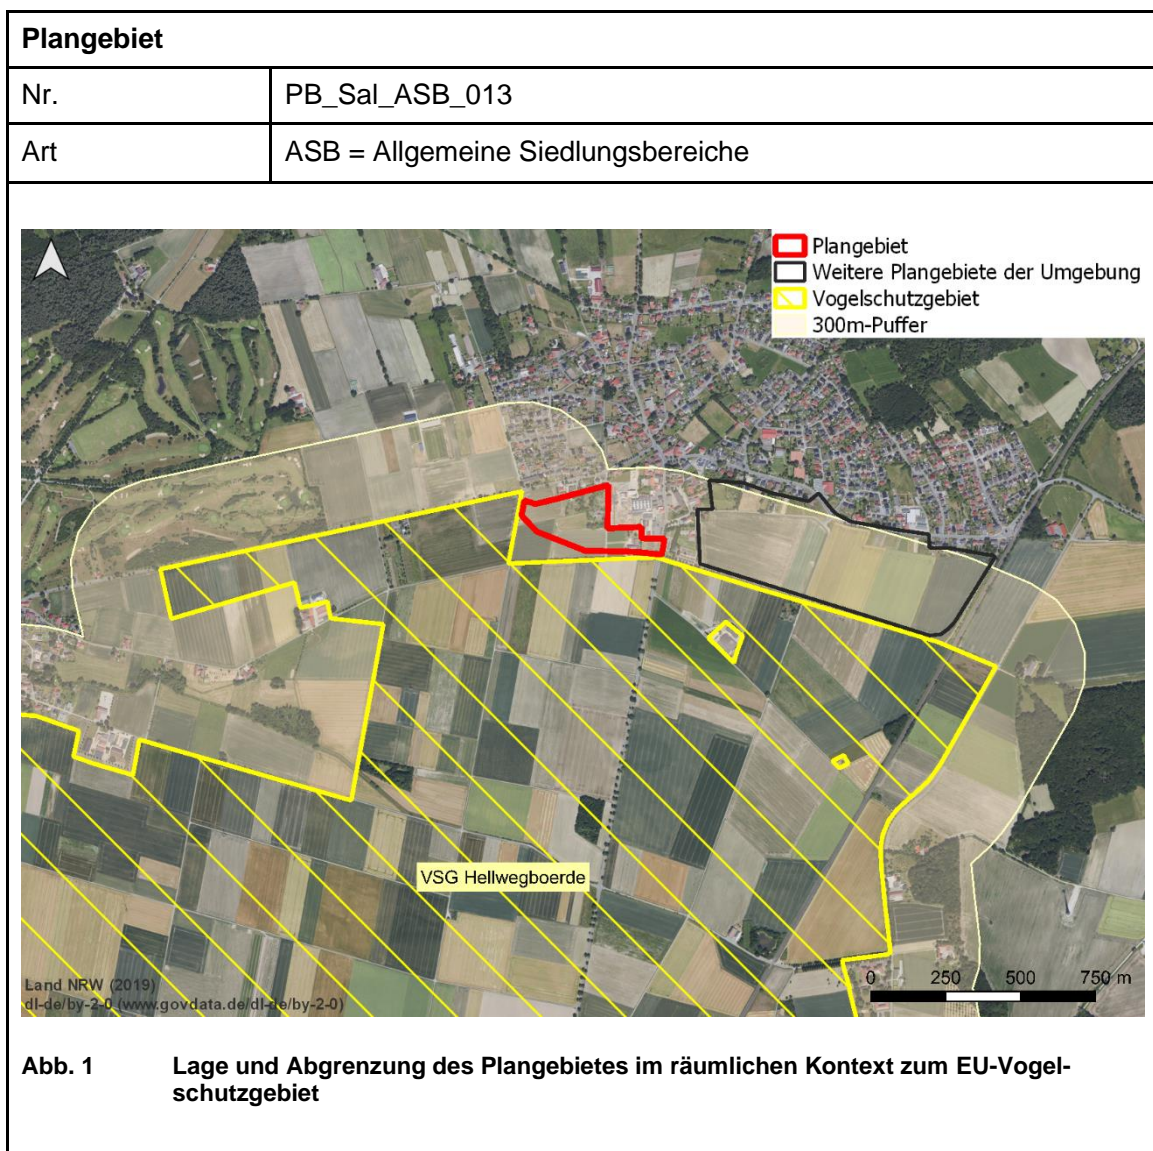 Plangebiet
Nr. PB_Sal_ASB_013
Art ASB = Allgemeine Siedlungsbereiche
Plangebiet
Weitere Plangebiete der Umgebung
Vogelschutzgebiet
300m-Puffer
VSG Hellwegboerde
Land NRW (2019)
dl-de/by-2-0 (www.govdata.de/dl-de/by-2-0)
0 250 500 750 m
Abb. 1 Lage und Abgrenzung des Plangebietes im räumlichen Kontext zum EU-Vogel-
schutzgebiet